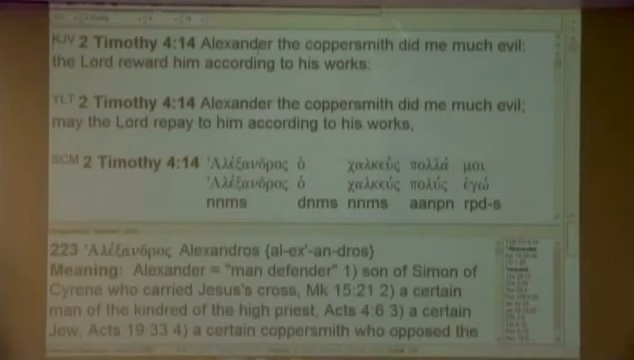 KJV 2 Timothy 4:14 Alexander the coppersmith did me much evil:
the Lord reward him according to his works:
YLT 2 Timothy 4:14 Alexander the coppersmith did me much evil;
may the Lord repay to him according to his works,
SCM 2 Timothy 4:14 Ἀλέξανδρος ὁ χαλκεύς πολλά μοι
Ἀλέξανδρος ὁ χαλκεύς πολύς ἐγώ
nnms dnms nnms aanpn rpd-s
223 Ἀλέξανδρος Alexandros {al-ex'-an-dros}
Meaning: Alexander = "man defender" 1) son of Simon of
Cyrene who carried Jesus's cross, Mk 15:21 2) a certain
man of the kindred of the high priest, Acts 4:6 3) a certain
Jew, Acts 19:33 4) a certain coppersmith who opposed the